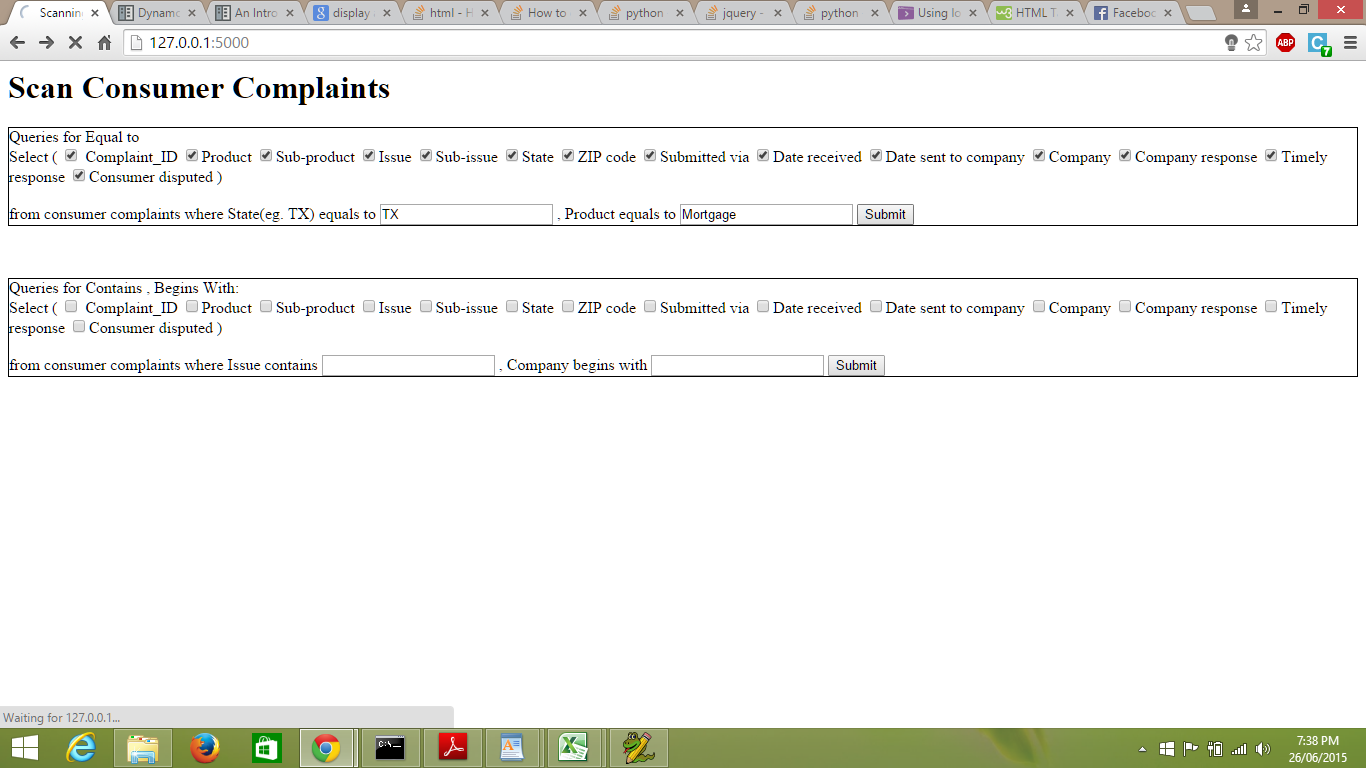 Scannin
Dynamo
An Intro
display
html - H
How to
python
jquery -
python
Using lo
HTML T
Faceboo
127.0.0.1:5000
ABP
C
7
Scan Consumer Complaints
Queries for Equal to
Select ( Complaint_ID Product Sub-product Issue Sub-issue State ZIP code Submitted via Date received Date sent to company Company Company response Timely
response Consumer disputed )
from consumer complaints where State(eg. TX) equals to TX , Product equals to Mortgage Submit
Queries for Contains , Begins With:
Select ( Complaint_ID Product Sub-product Issue Sub-issue State ZIP code Submitted via Date received Date sent to company Company Company response Timely
response Consumer disputed )
from consumer complaints where Issue contains , Company begins with Submit
Waiting for 127.0.0.1...
7:38 PM
26/06/2015